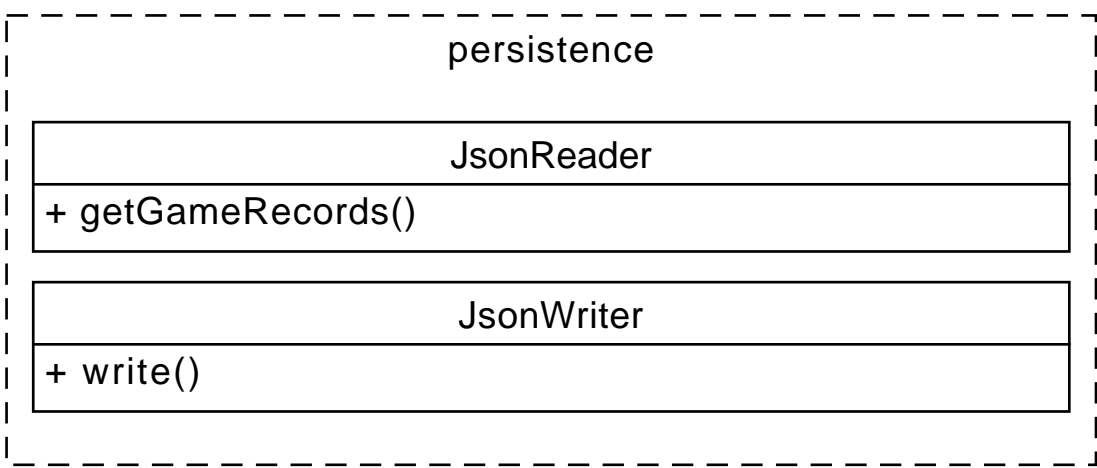 persistence
JsonReader
+ getGameRecords()
JsonWriter
+ write()